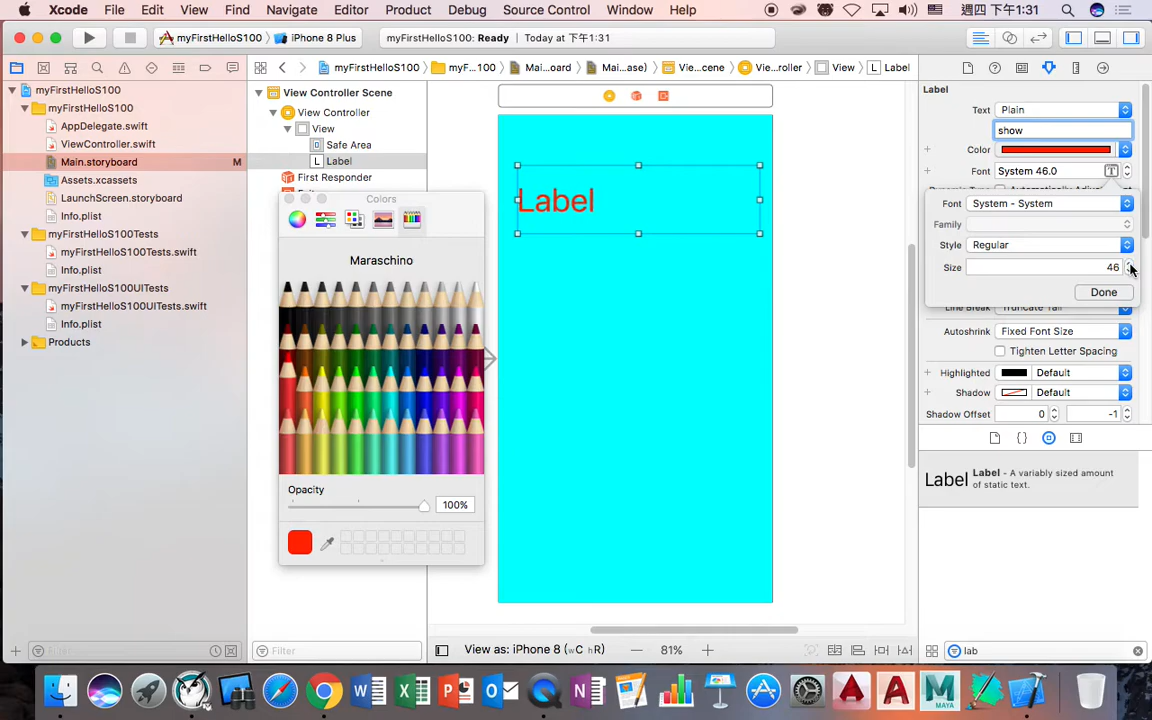 Xcode File Edit View Find Navigate Editor Product Debug Source Control Window Help 週四 下午1:31
myFirstHelloS100 iPhone 8 Plus myFirstHelloS100: Ready Today at 下午1:31
myFirstHelloS100 myF...100 Mai...oard Mai...ase) Vie...cene Vie...roller View L Label
myFirstHelloS100
myFirstHelloS100
AppDelegate.swift
ViewController.swift
Main.storyboard M
Assets.xcassets
LaunchScreen.storyboard
Info.plist
myFirstHelloS100Tests
myFirstHelloS100Tests.swift
Info.plist
myFirstHelloS100UITests
myFirstHelloS100UITests.swift
Info.plist
Products
View Controller Scene
View Controller
View
Safe Area
L Label
First Responder
Colors
Maraschino
Opacity
100%
Filter
Label
View as: iPhone 8 (wC hR) 81%
Label
Text Plain
show
Color
Font System 46.0 T
Font System - System
Family
Style Regular
Size 46
Done
Line Break Truncate Tail
Autoshrink Fixed Font Size
Tighten Letter Spacing
Highlighted Default
Shadow Default
Shadow Offset 0 -1
Label Label - A variably sized amount
of static text.
lab